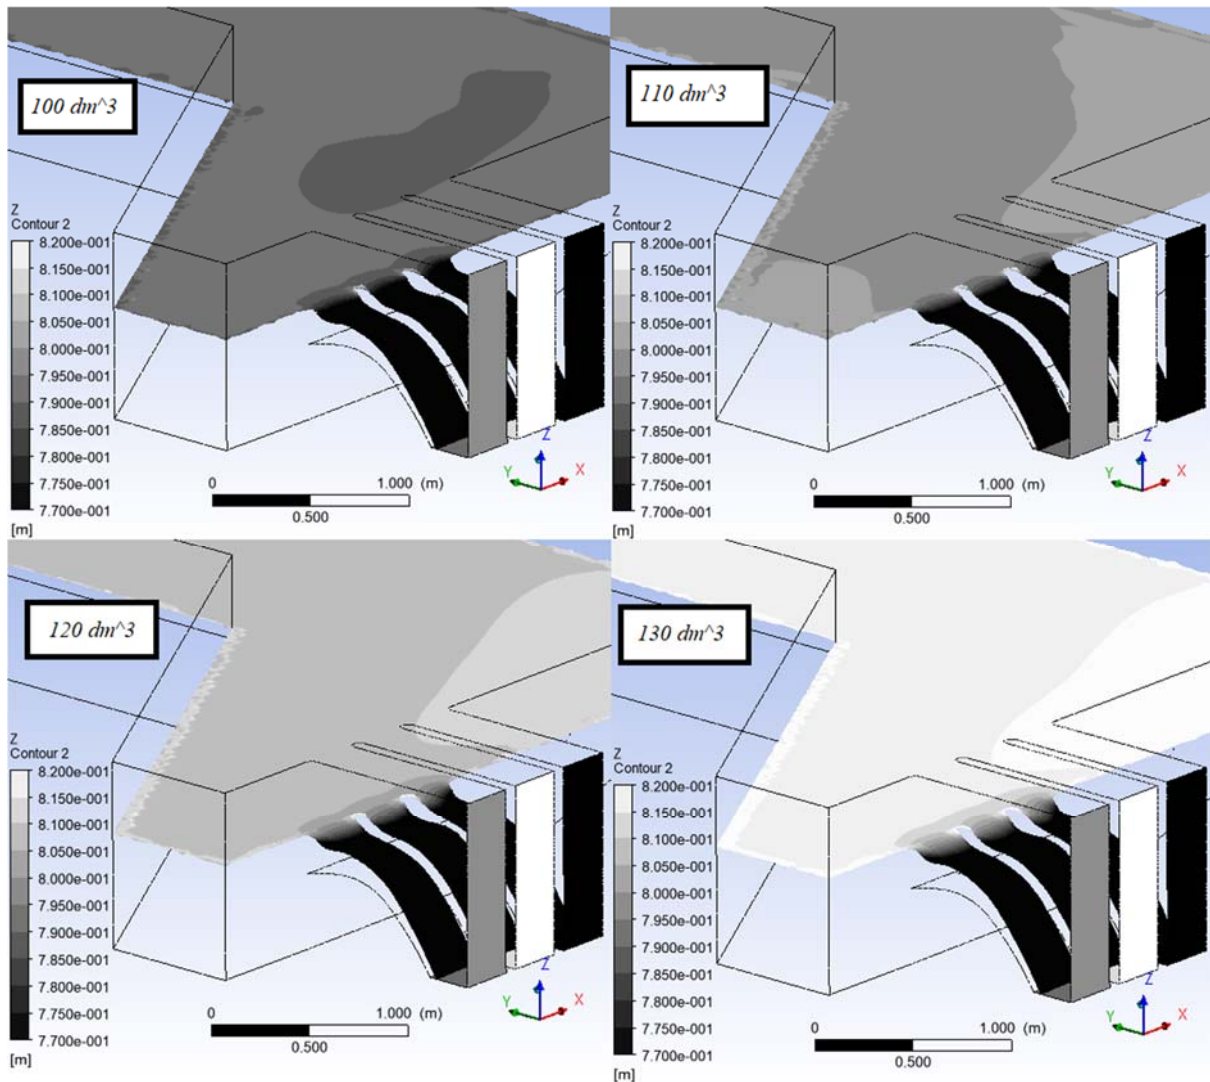 100 dm^3
Z
Contour 2
8.200e-001
8.150e-001
8.100e-001
8.050e-001
8.000e-001
7.950e-001
7.900e-001
7.850e-001
7.800e-001
7.750e-001
7.700e-001
[m]
0
1.000 (m)
0.500
Z
Y
X
110 dm^3
Z
Contour 2
8.200e-001
8.150e-001
8.100e-001
8.050e-001
8.000e-001
7.950e-001
7.900e-001
7.850e-001
7.800e-001
7.750e-001
7.700e-001
[m]
0
1.000 (m)
0.500
Z
Y
X
120 dm^3
Z
Contour 2
8.200e-001
8.150e-001
8.100e-001
8.050e-001
8.000e-001
7.950e-001
7.900e-001
7.850e-001
7.800e-001
7.750e-001
7.700e-001
[m]
0
1.000 (m)
0.500
Z
Y
X
130 dm^3
Z
Contour 2
8.200e-001
8.150e-001
8.100e-001
8.050e-001
8.000e-001
7.950e-001
7.900e-001
7.850e-001
7.800e-001
7.750e-001
7.700e-001
[m]
0
1.000 (m)
0.500
Z
Y
X